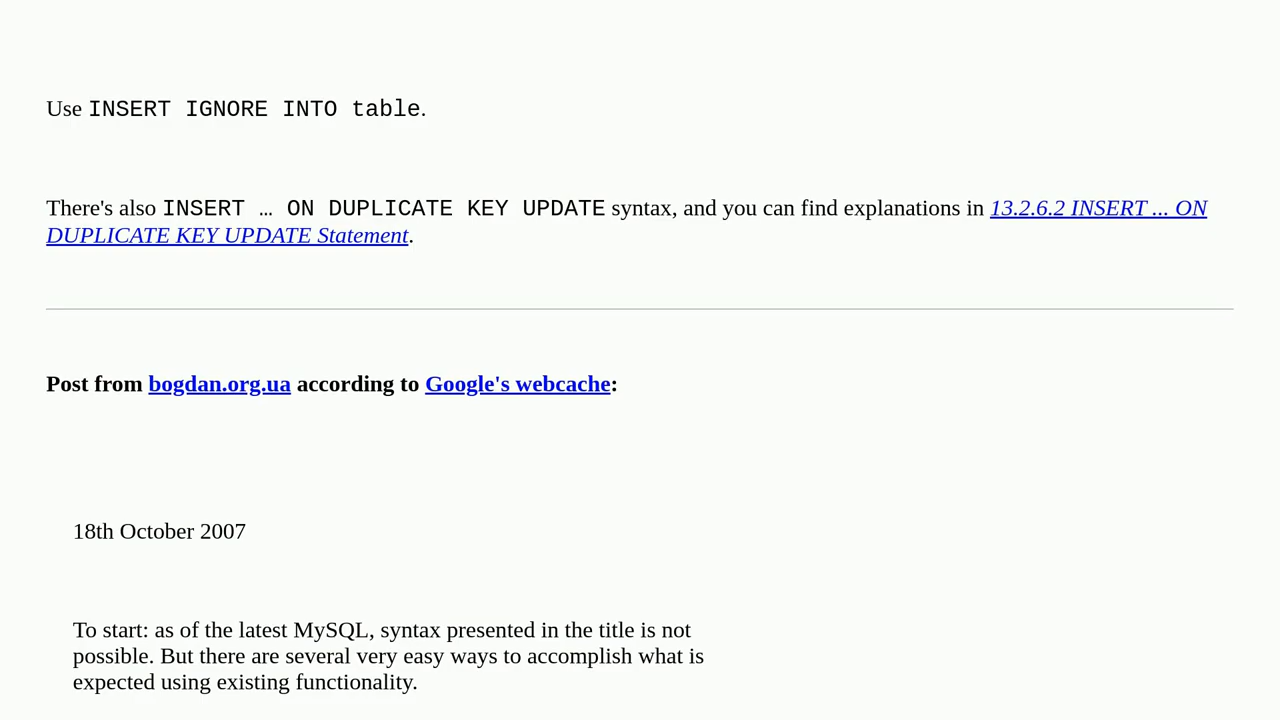 Use INSERT IGNORE INTO table.
There's also INSERT … ON DUPLICATE KEY UPDATE syntax, and you can find explanations in 13.2.6.2 INSERT ... ON
DUPLICATE KEY UPDATE Statement.
Post from bogdan.org.ua according to Google's webcache:
18th October 2007
To start: as of the latest MySQL, syntax presented in the title is not
possible. But there are several very easy ways to accomplish what is
expected using existing functionality.